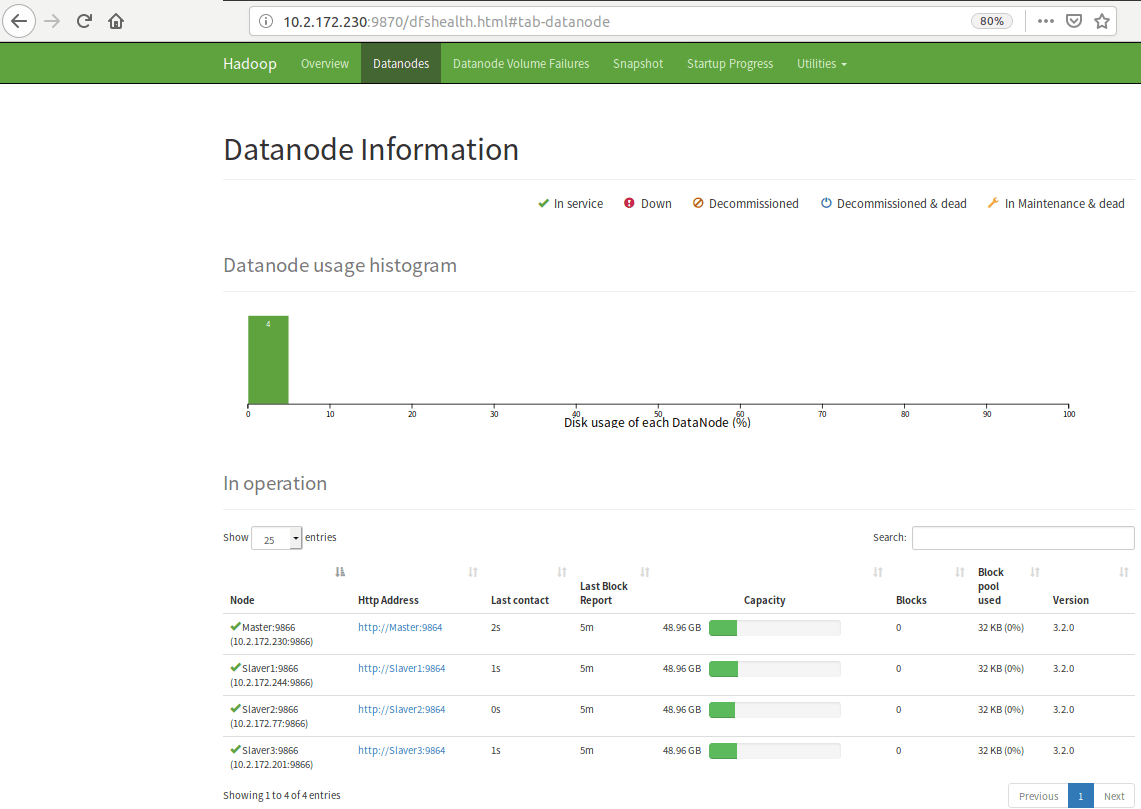 10.2.172.230:9870/dfshealth.html#tab-datanode 80%
Hadoop Overview Datanodes Datanode Volume Failures Snapshot Startup Progress Utilities
Datanode Information
In service Down Decommissioned Decommissioned & dead In Maintenance & dead
Datanode usage histogram
4
0 10 20 30 40 50 60 70 80 90 100
Disk usage of each DataNode (%)
In operation
Show 25 entries Search:
Node Http Address Last contact Last Block Report Capacity Blocks Block pool used Version
Master:9866 http://Master:9864 2s 5m 48.96 GB 0 32 KB (0%) 3.2.0
(10.2.172.230:9866)
Slaver1:9866 http://Slaver1:9864 1s 5m 48.96 GB 0 32 KB (0%) 3.2.0
(10.2.172.244:9866)
Slaver2:9866 http://Slaver2:9864 0s 5m 48.96 GB 0 32 KB (0%) 3.2.0
(10.2.172.77:9866)
Slaver3:9866 http://Slaver3:9864 1s 5m 48.96 GB 0 32 KB (0%) 3.2.0
(10.2.172.201:9866)
Showing 1 to 4 of 4 entries Previous 1 Next